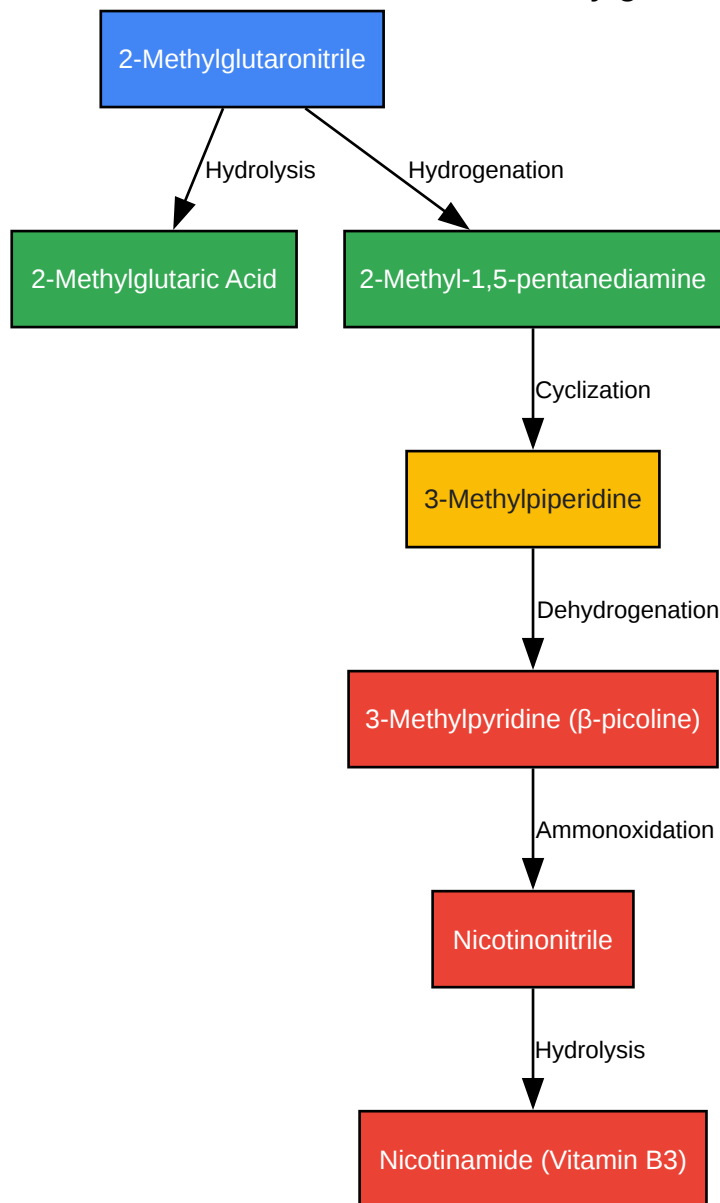 2-Methylglutaronitrile
Hydrolysis
Hydrogenation
2-Methylglutaric Acid
2-Methyl-1,5-pentanediamine
Cyclization
3-Methylpiperidine
Dehydrogenation
3-Methylpyridine (β-picoline)
Ammonoxidation
Nicotinonitrile
Hydrolysis
Nicotinamide (Vitamin B3)